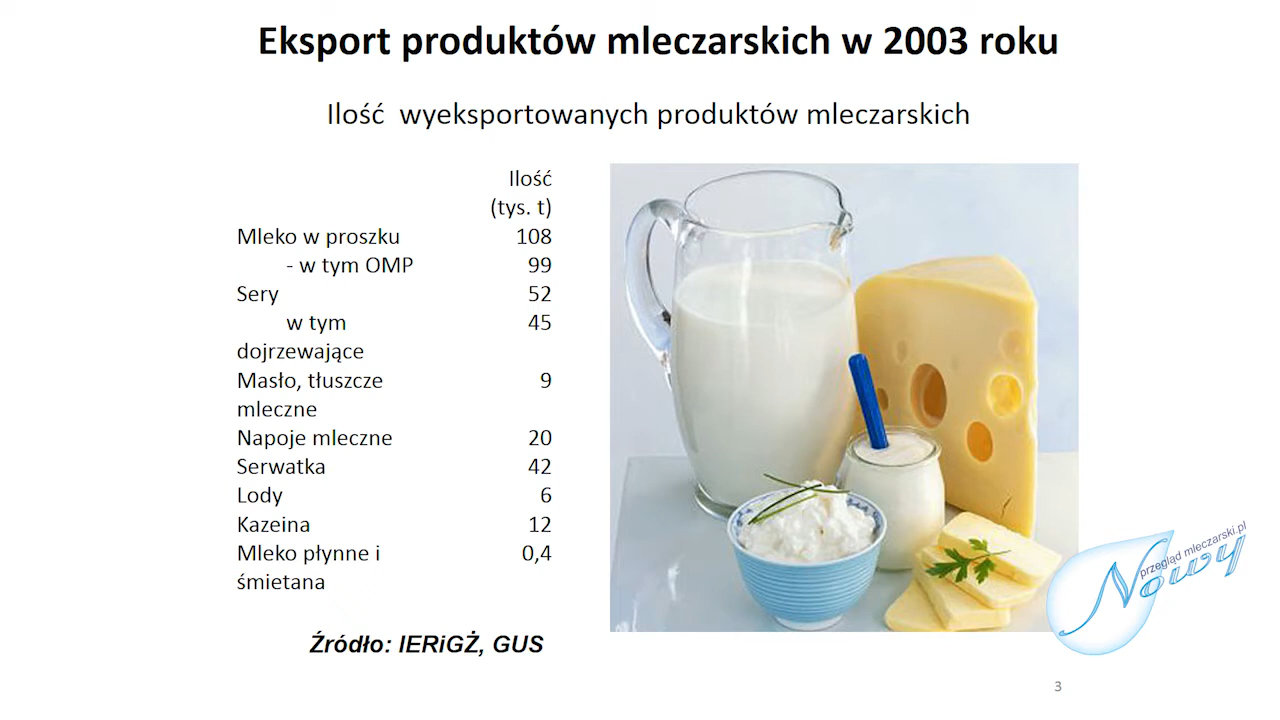 Eksport produktów mleczarskich w 2003 roku
Ilość wyeksportowanych produktów mleczarskich
Ilość
(tys. t)
Mleko w proszku 108
- w tym OMP 99
Sery 52
w tym 45
dojrzewające
Masło, tłuszcze 9
mleczne
Napoje mleczne 20
Serwatka 42
Lody 6
Kazeina 12
Mleko płynne i 0,4
śmietana
Źródło: IERiGŻ, GUS
przegląd mleczarski.pl
Nowy
3